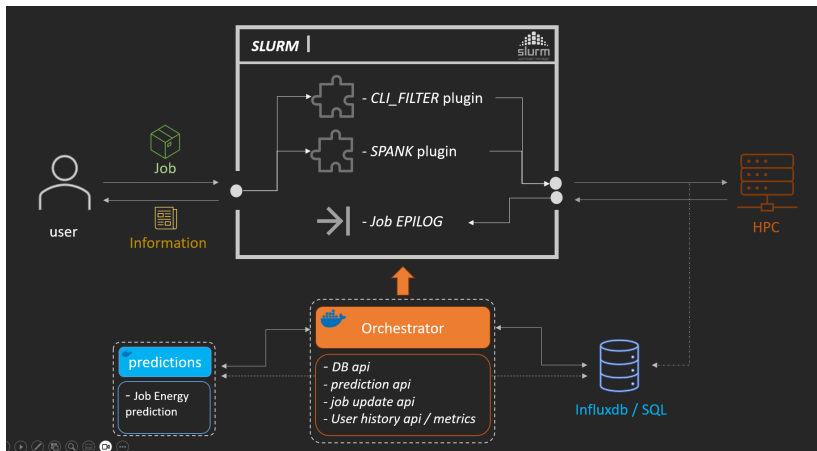 SLURM |
slurm
- CLI_FILTER plugin
- SPANK plugin
- Job EPILOG
Job
user
Information
HPC
Orchestrator
- DB api
- prediction api
- job update api
- User history api / metrics
predictions
- Job Energy
prediction
Influxdb / SQL